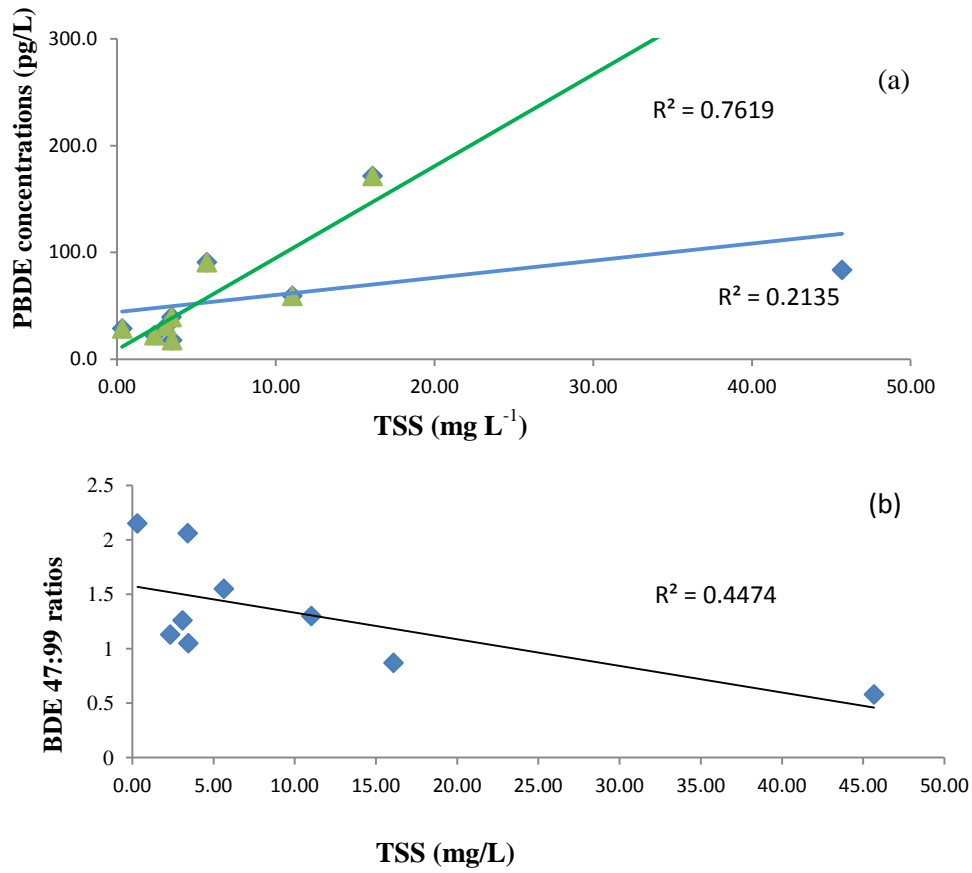 PBDE concentrations (pg/L)
300.0
200.0
100.0
0.0
(a)
R² = 0.7619
R² = 0.2135
0.00 10.00 20.00 30.00 40.00 50.00
TSS (mg L⁻¹)
BDE 47:99 ratios
2.5
2
1.5
1
0.5
0
(b)
R² = 0.4474
0.00 5.00 10.00 15.00 20.00 25.00 30.00 35.00 40.00 45.00 50.00
TSS (mg/L)